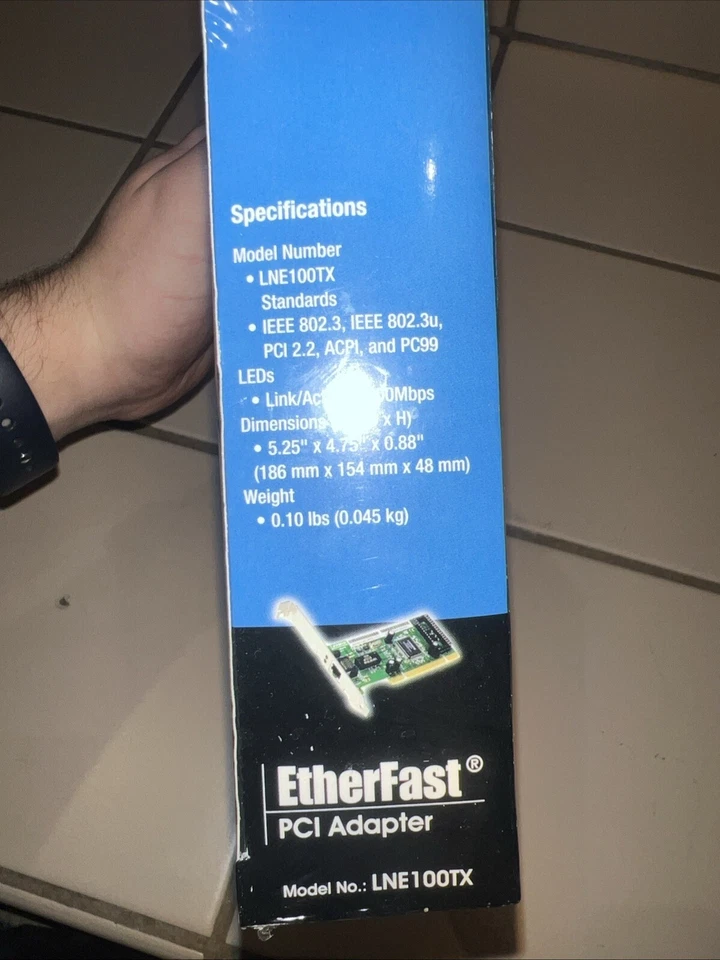 Specifications
Model Number
• LNE100TX
Standards
• IEEE 802.3, IEEE 802.3u,
PCI 2.2, ACPI, and PC99
LEDs
• 
Dimensions x H)
• 5.25" x 4.75" x 0.88"
(186 mm x 154 mm x 48 mm)
Weight
• 0.10 lbs (0.045 kg)
EtherFast®
PCI Adapter
Model No.: LNE100TX